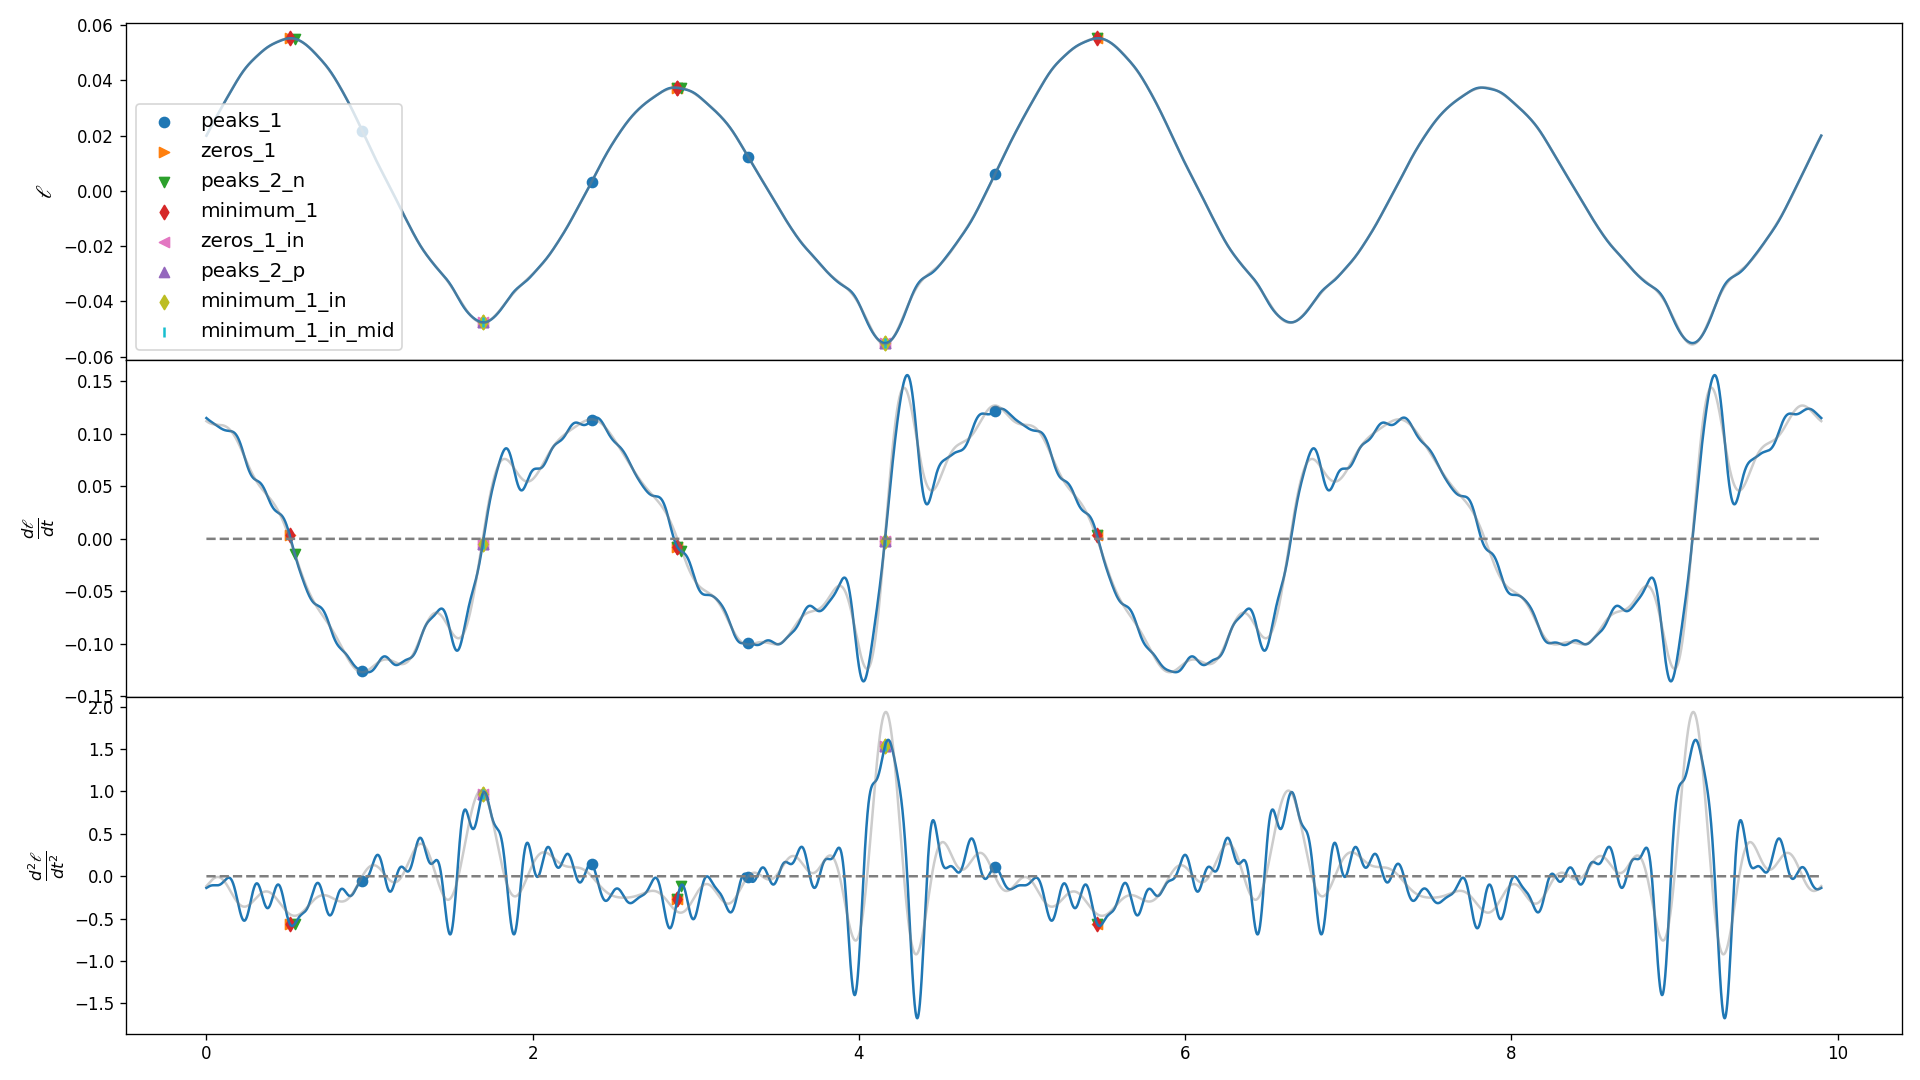 0.06
0.04
0.02
0.00
−0.02
−0.04
−0.06
ℓ
peaks_1
zeros_1
peaks_2_n
minimum_1
zeros_1_in
peaks_2_p
minimum_1_in
minimum_1_in_mid
0.15
0.10
0.05
0.00
−0.05
−0.10
−0.15
dℓ
dt
2.0
1.5
1.0
0.5
0.0
−0.5
−1.0
−1.5
d²ℓ
dt²
0 2 4 6 8 10